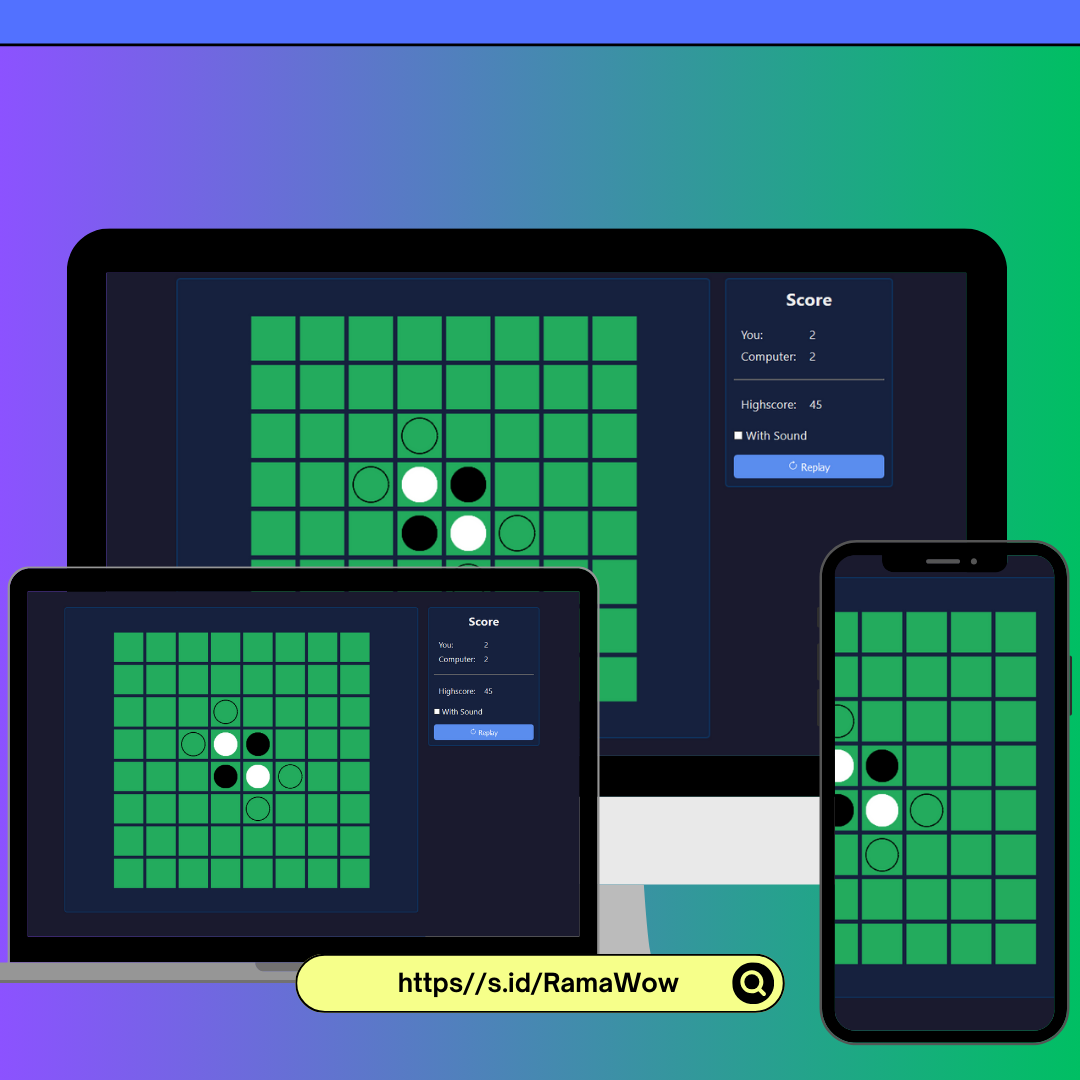 Score
You: 2
Computer: 2
Highscore: 45
With Sound
Replay
Score
You: 2
Computer: 2
Highscore: 45
With Sound
Replay
https//s.id/RamaWow